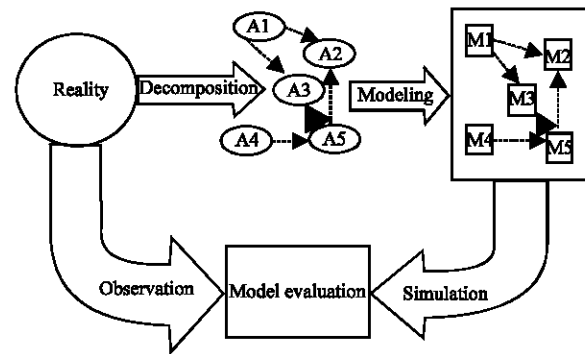 A1
A2
Reality
Decomposition
A3
A4
A5
Modeling
M1
M2
M3
M4
M5
Observation
Model evaluation
Simulation